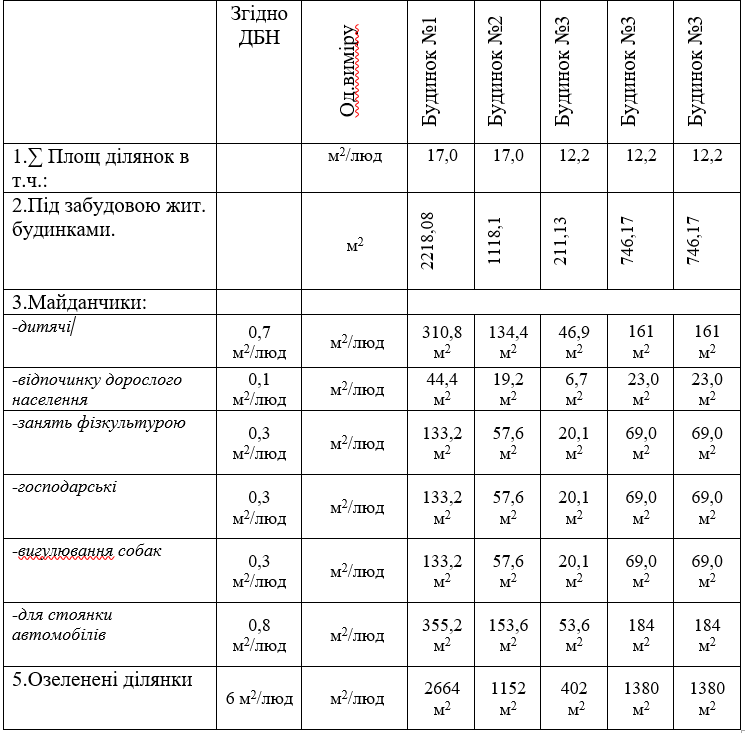 Згідно ДБН
Од.виміру
Будинок №1
Будинок №2
Будинок №3
Будинок №3
Будинок №3
1.∑ Площ ділянок в т.ч.:
м2/люд
17,0
17,0
12,2
12,2
12,2
2.Під забудовою жит. будинками.
м2
2218,08
1118,1
211,13
746,17
746,17
3.Майданчики:
-дитячі
0,7 м2/люд
м2/люд
310,8 м2
134,4 м2
46,9 м2
161 м2
161 м2
-відпочинку дорослого населення
0,1 м2/люд
м2/люд
44,4 м2
19,2 м2
6,7 м2
23,0 м2
23,0 м2
-занять фізкультурою
0,3 м2/люд
м2/люд
133,2 м2
57,6 м2
20,1 м2
69,0 м2
69,0 м2
-господарські
0,3 м2/люд
м2/люд
133,2 м2
57,6 м2
20,1 м2
69,0 м2
69,0 м2
-вигулювання собак
0,3 м2/люд
м2/люд
133,2 м2
57,6 м2
20,1 м2
69,0 м2
69,0 м2
-для стоянки автомобілів
0,8 м2/люд
м2/люд
355,2 м2
153,6 м2
53,6 м2
184 м2
184 м2
5.Озеленені ділянки
6 м2/люд
м2/люд
2664 м2
1152 м2
402 м2
1380 м2
1380 м2